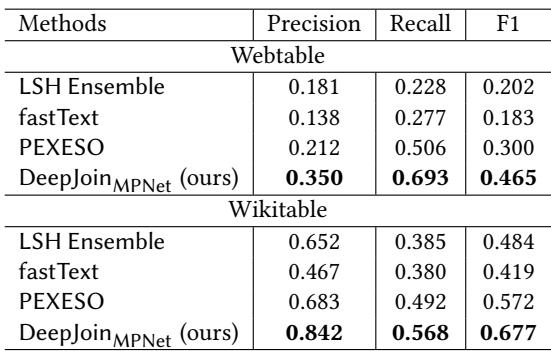 Methods Precision Recall F1
Webtable
LSH Ensemble 0.181 0.228 0.202
fastText 0.138 0.277 0.183
PEXESO 0.212 0.506 0.300
DeepJoinMPNet (ours) 0.350 0.693 0.465
Wikitable
LSH Ensemble 0.652 0.385 0.484
fastText 0.467 0.380 0.419
PEXESO 0.683 0.492 0.572
DeepJoinMPNet (ours) 0.842 0.568 0.677